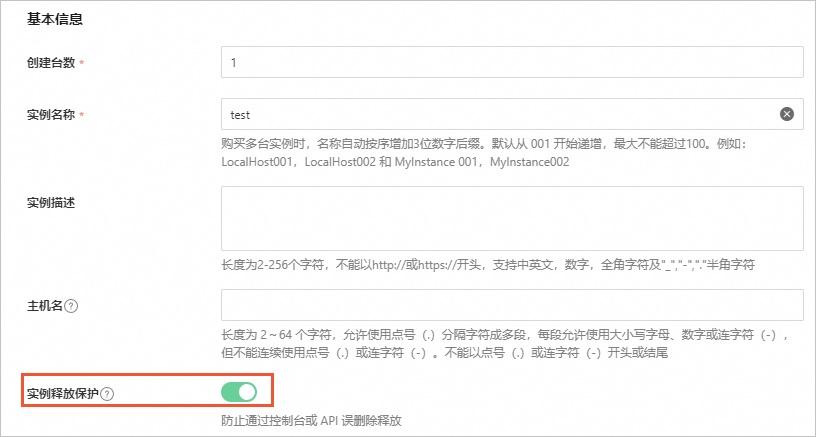 基本信息
创建台数 *
1
实例名称 *
test
购买多台实例时，名称自动按序增加3位数字后缀。默认从 001 开始递增，最大不能超过100。例如：
LocalHost001，LocalHost002 和 MyInstance 001，MyInstance002
实例描述
长度为2-256个字符，不能以http://或https://开头，支持中英文，数字，全角字符及"_","-","."半角字符
主机名?
长度为 2～64 个字符，允许使用点号（.）分隔字符成多段，每段允许使用大小写字母、数字或连字符（-），
但不能连续使用点号（.）或连字符（-）。不能以点号（.）或连字符（-）开头或结尾
实例释放保护?
防止通过控制台或 API 误删除释放